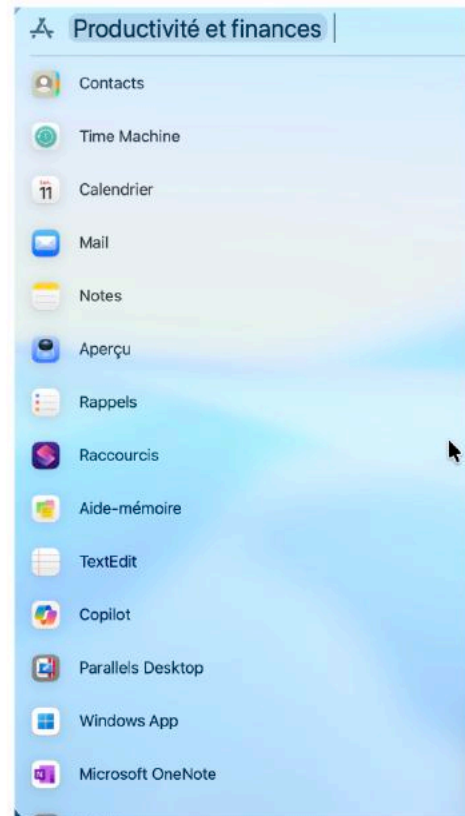 Productivité et finances
Contacts
Time Machine
11
Calendrier
Mail
Notes
Aperçu
Rappels
Raccourcis
Aide-mémoire
TextEdit
Copilot
Parallels Desktop
Windows App
N
Microsoft OneNote